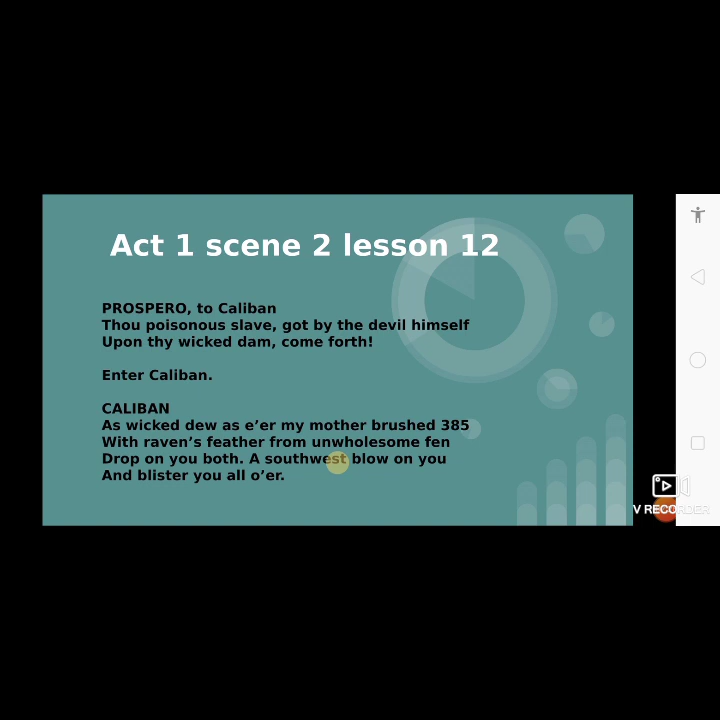 Act 1 scene 2 lesson 12
PROSPERO, to Caliban
Thou poisonous slave, got by the devil himself
Upon thy wicked dam, come forth!
Enter Caliban.
CALIBAN
As wicked dew as e’er my mother brushed 385
With raven’s feather from unwholesome fen
Drop on you both. A southwest blow on you
And blister you all o’er.
V RECORDER